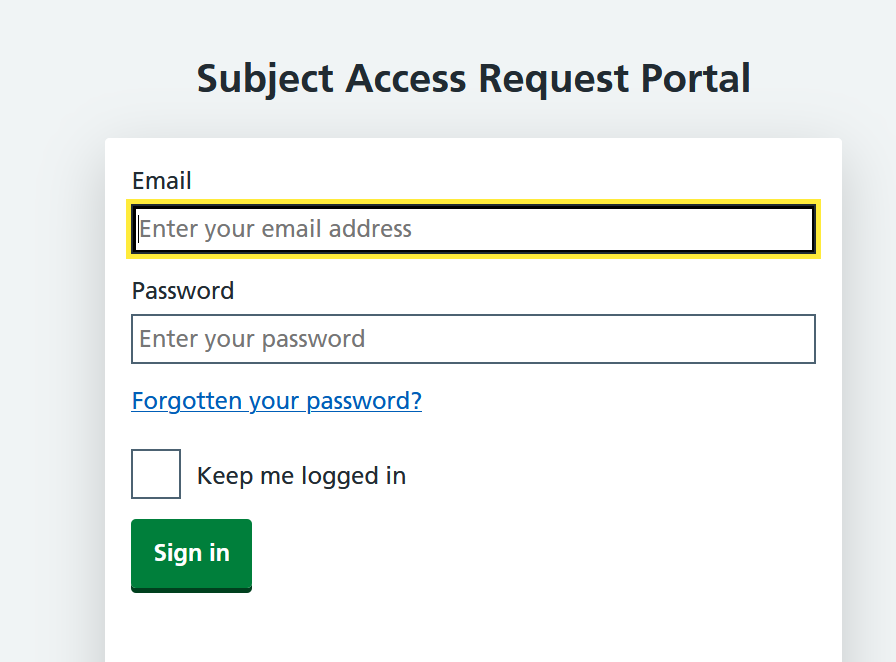 Subject Access Request Portal
Email
Enter your email address
Password
Enter your password
Forgotten your password?
Keep me logged in
Sign in